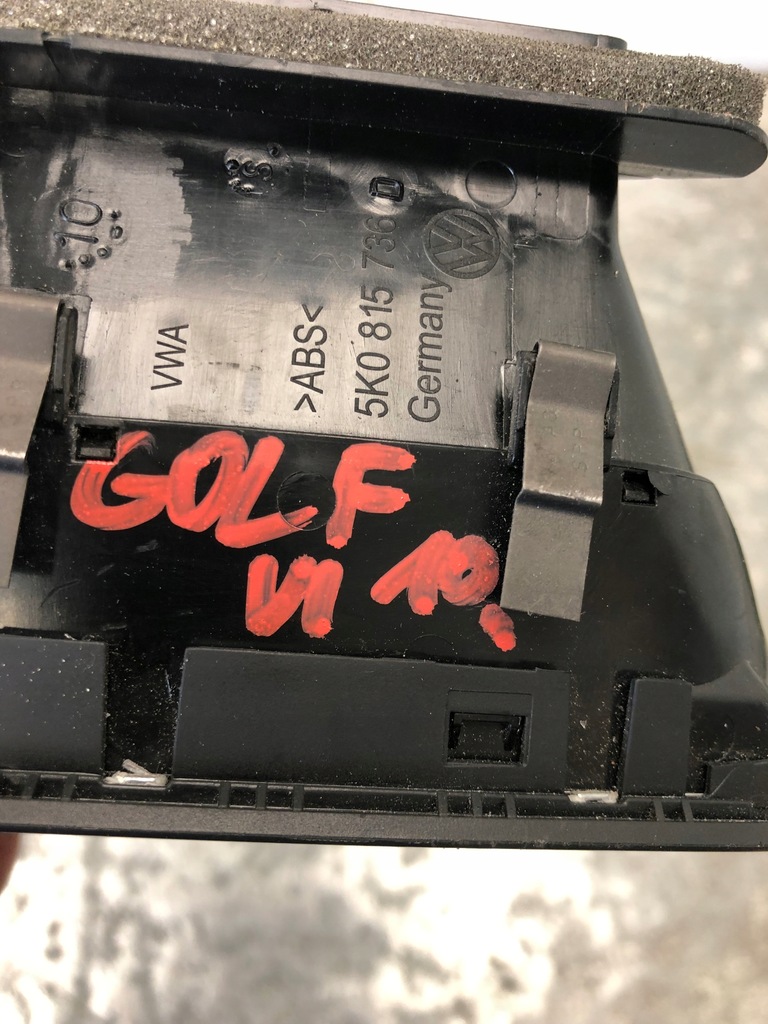 10
VWA
>ABS<
5K0 815 736 D
Germany
GOLF
VI 10.